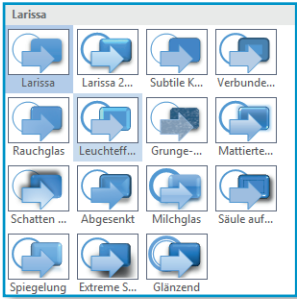 Larissa
Larissa
Larissa 2...
Subtile K...
Verbunde...
Rauchglas
Leuchteff...
Grunge-...
Mattierte...
Schatten ...
Abgesenkt
Milchglas
Säule auf...
Spiegelung
Extreme S...
Glänzend